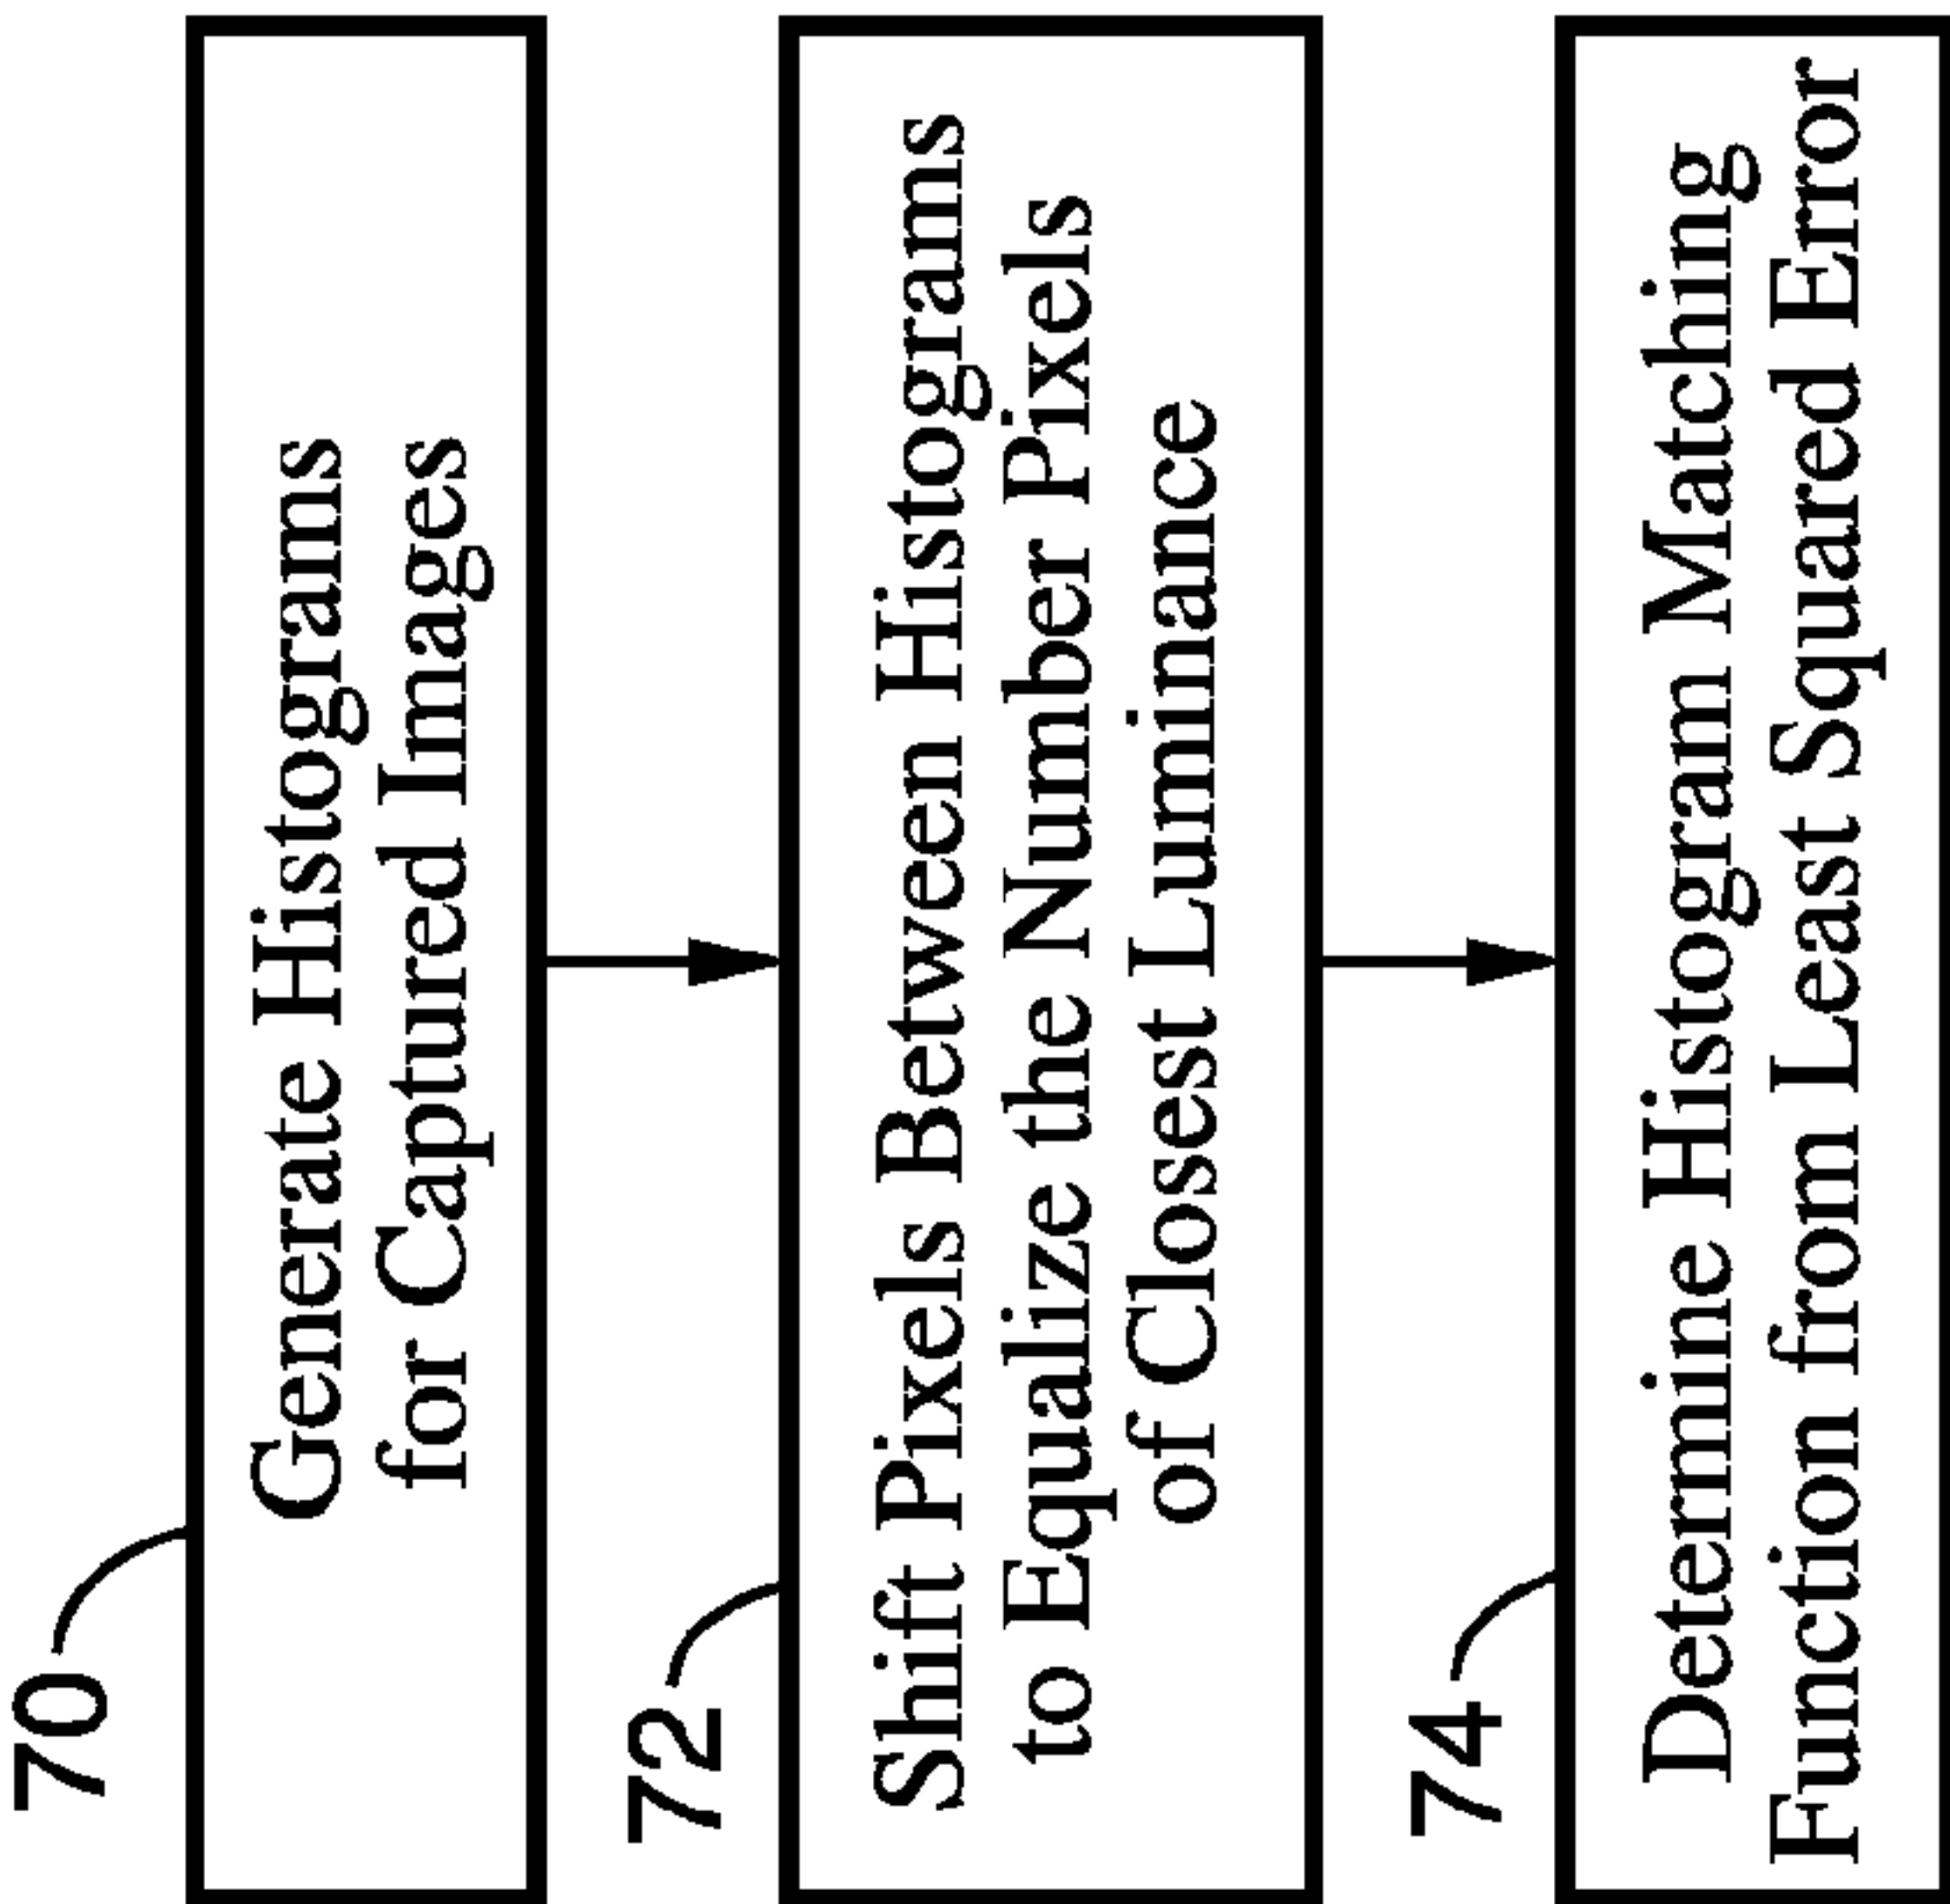 70
Generate Histograms
for Captured Images
72
Shift Pixels Between Histograms
to Equalize the Number Pixels
of Closest Luminance
74
Determine Histogram Matching
Function from Least Squared Error